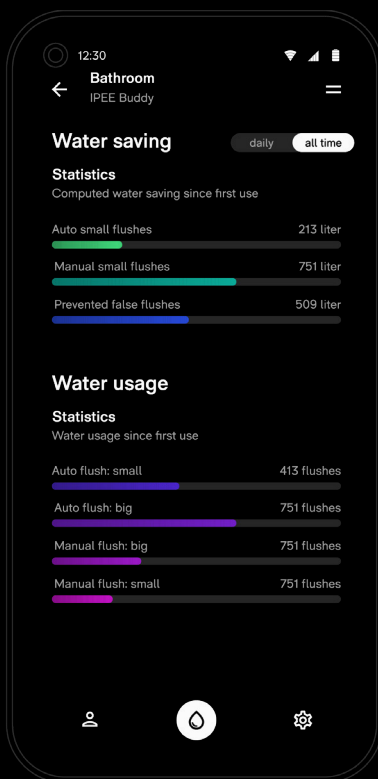 12:30
Bathroom
IPEE Buddy
Water saving
daily all time
Statistics
Computed water saving since first use
Auto small flushes 213 liter
Manual small flushes 751 liter
Prevented false flushes 509 liter
Water usage
Statistics
Water usage since first use
Auto flush: small 413 flushes
Auto flush: big 751 flushes
Manual flush: big 751 flushes
Manual flush: small 751 flushes